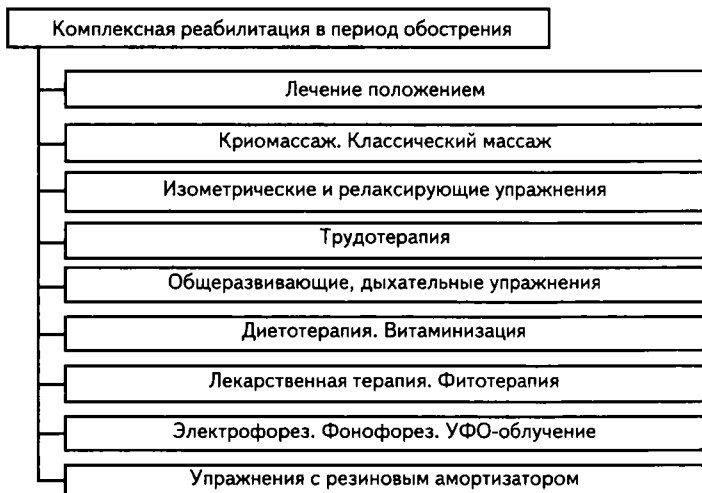 Комплексная реабилитация в период обострения
Лечение положением
Криомассаж. Классический массаж
Изометрические и релаксирующие упражнения
Трудотерапия
Общеразвивающие, дыхательные упражнения
Диетотерапия. Витаминизация
Лекарственная терапия. Фитотерапия
Электрофорез. Фонофорез. УФО-облучение
Упражнения с резиновым амортизатором